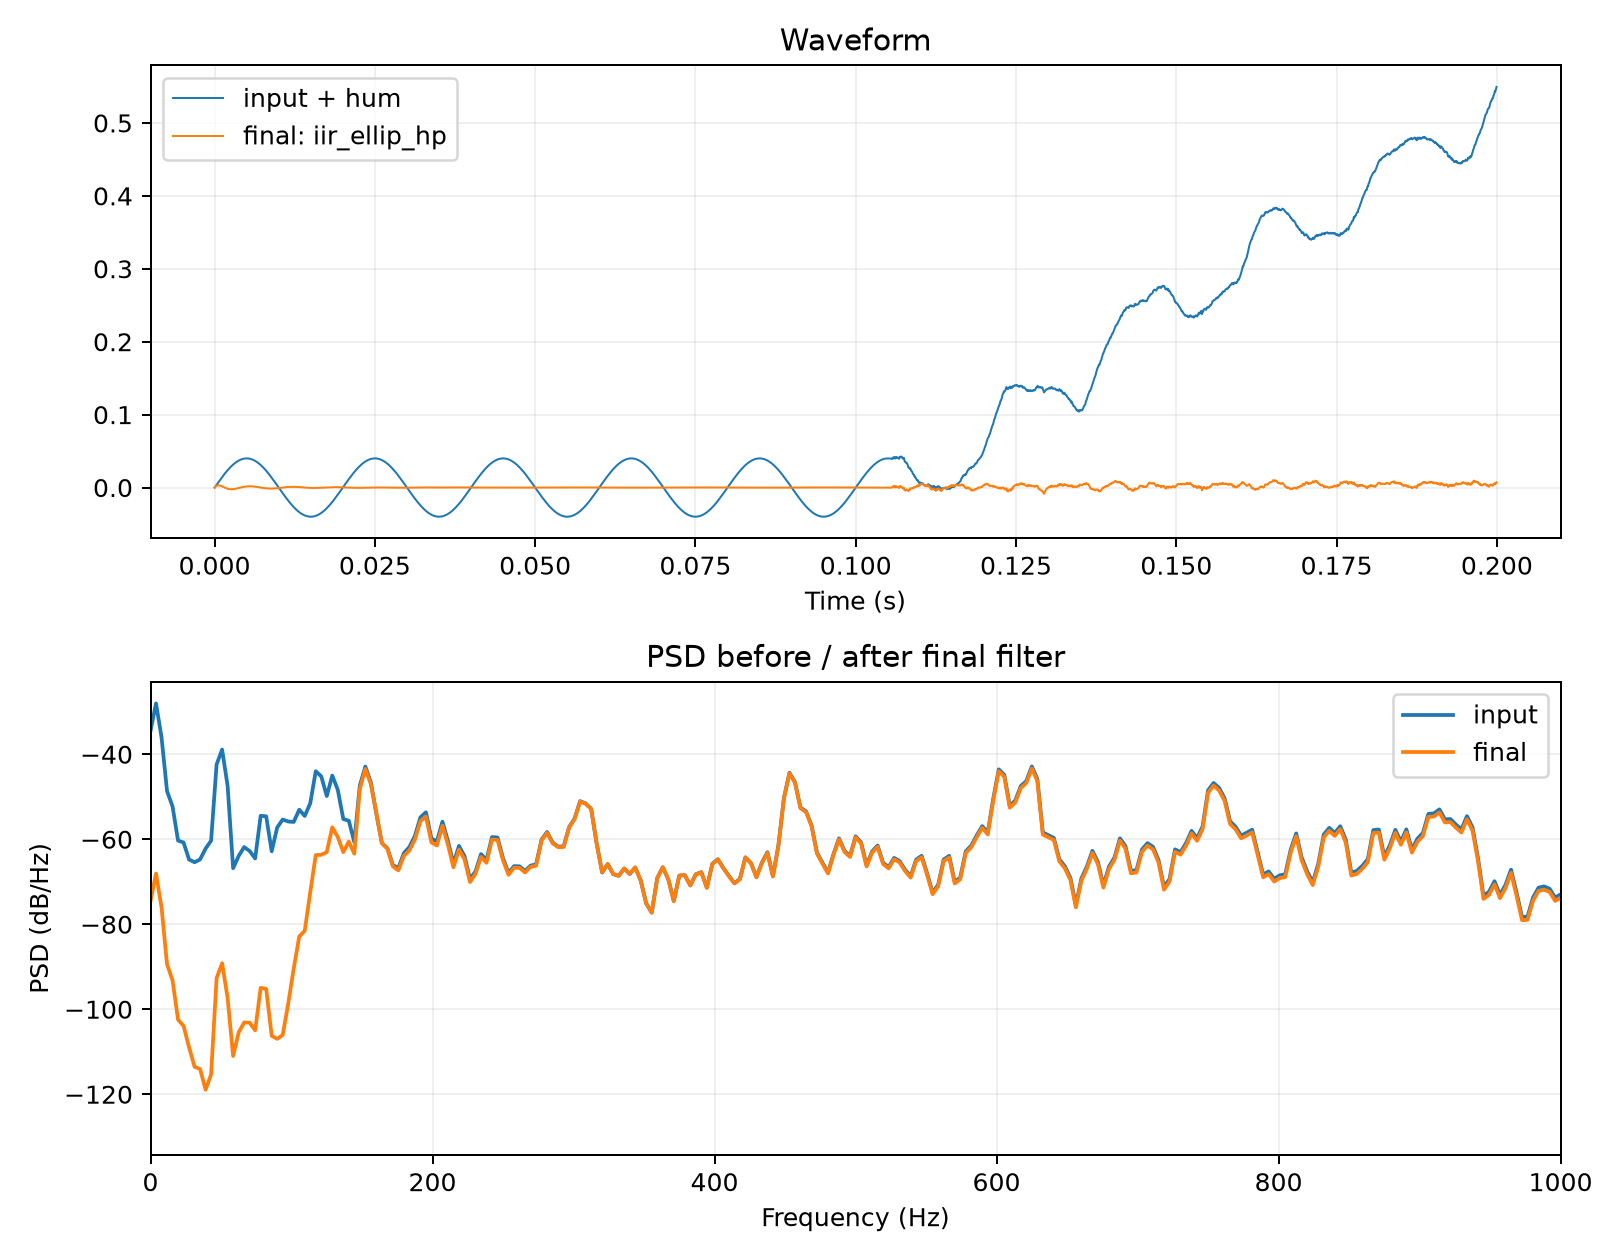 Waveform
input + hum
final: iir_ellip_hp
0.5
0.4
0.3
0.2
0.1
0.0
0.000 0.025 0.050 0.075 0.100 0.125 0.150 0.175 0.200
Time (s)
PSD before / after final filter
input
final
PSD (dB/Hz)
−40
−60
−80
−100
−120
0 200 400 600 800 1000
Frequency (Hz)